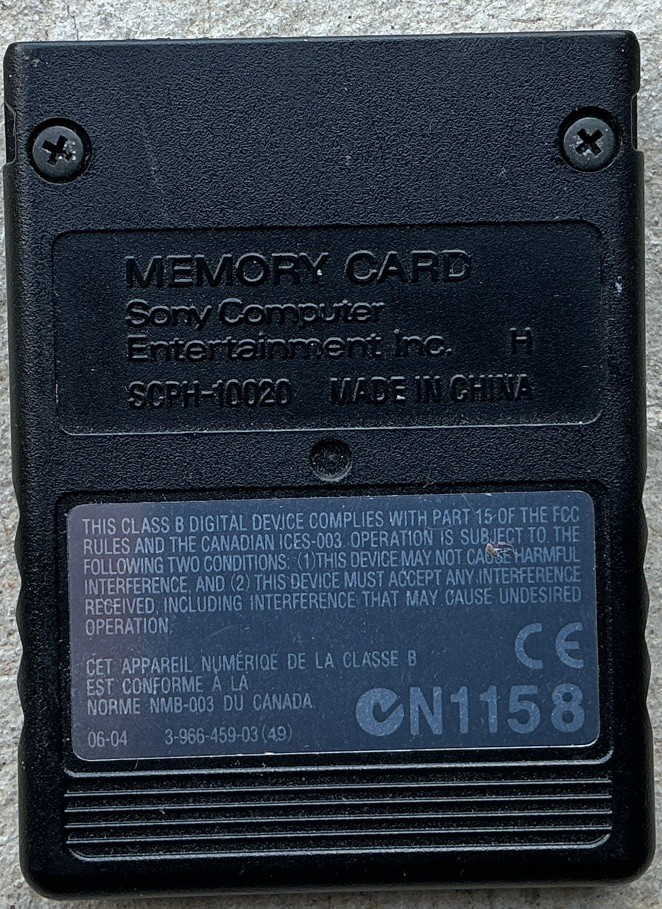 MEMORY CARD
Sony Computer
Entertainment Inc. H
SCPH-10020 MADE IN CHINA
THIS CLASS B DIGITAL DEVICE COMPLIES WITH PART 15 OF THE FCC
RULES AND THE CANADIAN ICES-003. OPERATION IS SUBJECT TO THE
FOLLOWING TWO CONDITIONS: (1)THIS DEVICE MAY NOT CAUSE HARMFUL
INTERFERENCE, AND (2) THIS DEVICE MUST ACCEPT ANY INTERFERENCE
RECEIVED, INCLUDING INTERFERENCE THAT MAY CAUSE UNDESIRED
OPERATION.
CET APPAREIL NUMÉRIQE DE LA CLASSE B
EST CONFORME À LA
NORME NMB-003 DU CANADA.
CE
N1158
06-04 3-966-459-03(49)